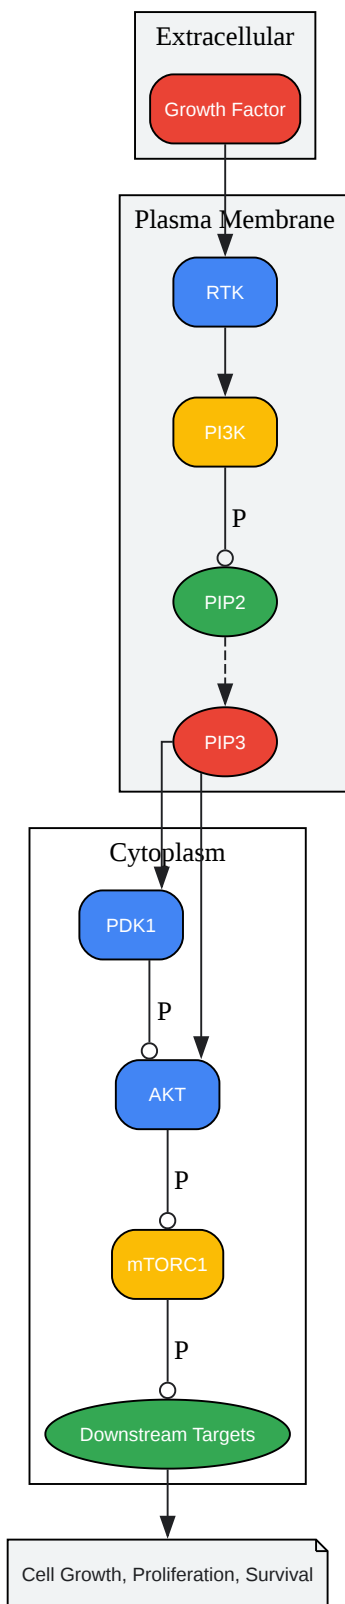 Extracellular
Growth Factor
Plasma Membrane
RTK
PI3K
P
PIP2
PIP3
Cytoplasm
PDK1
P
AKT
P
mTORC1
P
Downstream Targets
Cell Growth, Proliferation, Survival